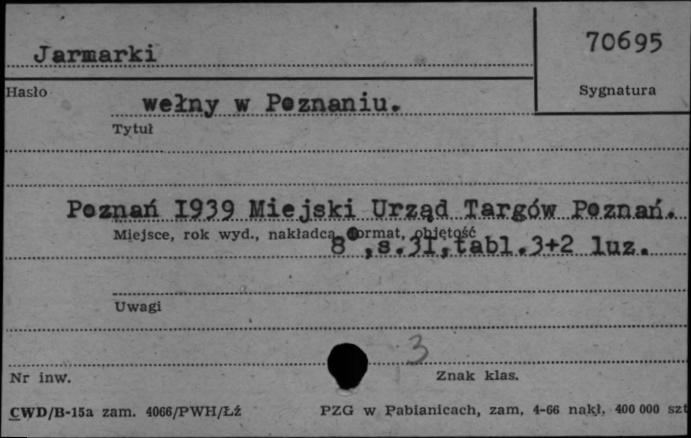 Jarmarki
70695
Hasło
Sygnatura
wełny w Poznaniu.
Tytuł
Poznań I939 Miejski Urząd Targów Poznań.
Miejsce, rok wyd., nakładca, format, objętość
8°,s.3I,tabl.3+2 luz.
Uwagi
3
Nr inw.
Znak klas.
CWD/B-15a zam. 4066/PWH/Łź
PZG w Pabianicach, zam, 4-66 nakł. 400 000 szt